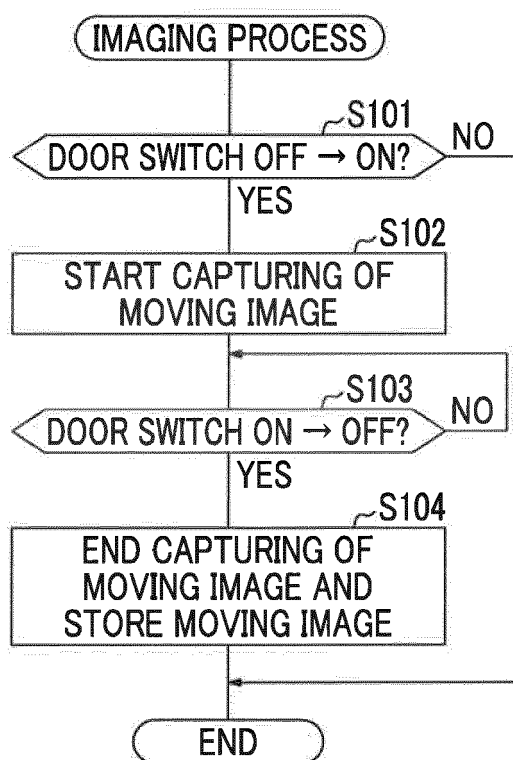 IMAGING PROCESS
S101
DOOR SWITCH OFF → ON?
NO
YES
S102
START CAPTURING OF
MOVING IMAGE
S103
DOOR SWITCH ON → OFF?
NO
YES
S104
END CAPTURING OF
MOVING IMAGE AND
STORE MOVING IMAGE
END